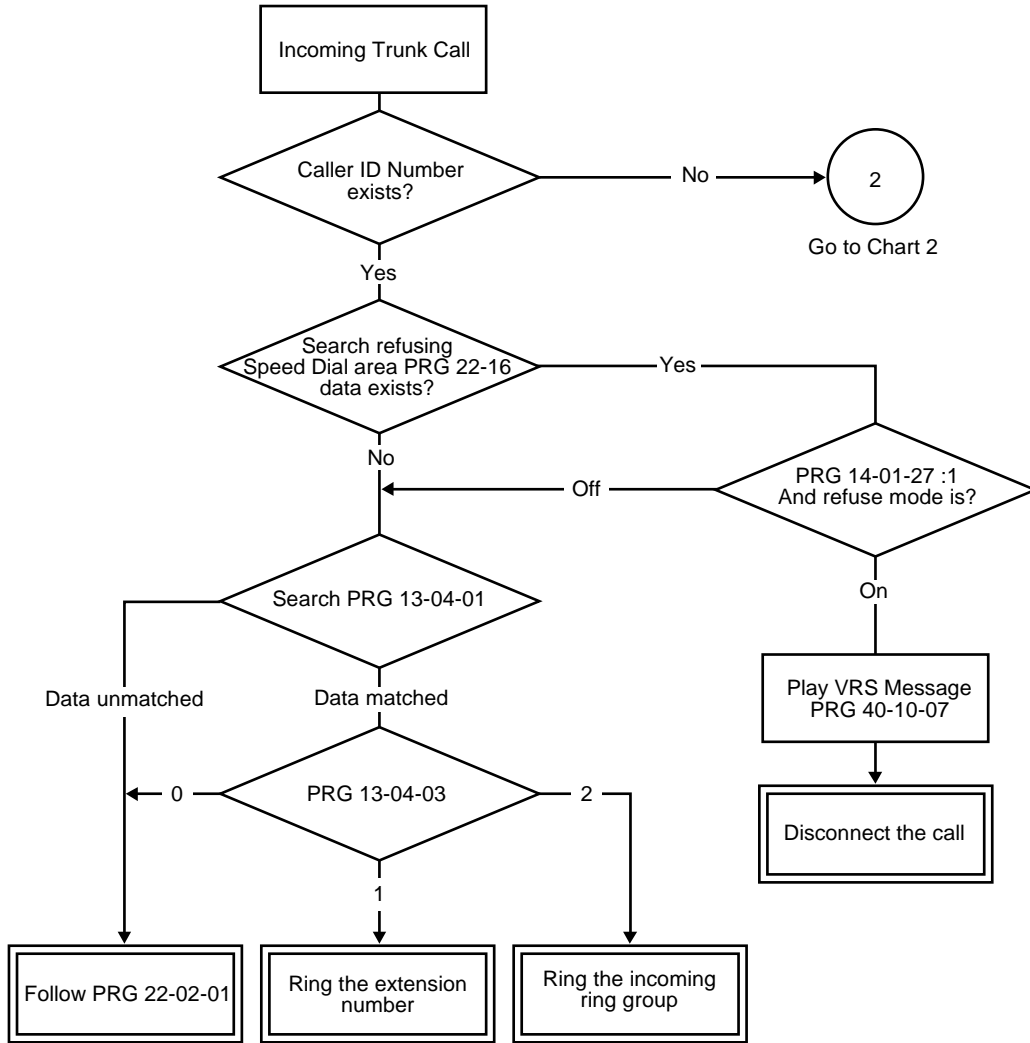 Incoming Trunk Call
Caller ID Number
exists?
No
2
Go to Chart 2
Yes
Search refusing
Speed Dial area PRG 22-16
data exists?
Yes
No
PRG 14-01-27 :1
And refuse mode is?
Off
On
Search PRG 13-04-01
Data unmatched
Data matched
Play VRS Message
PRG 40-10-07
0
PRG 13-04-03
2
Disconnect the call
1
Follow PRG 22-02-01
Ring the extension
number
Ring the incoming
ring group